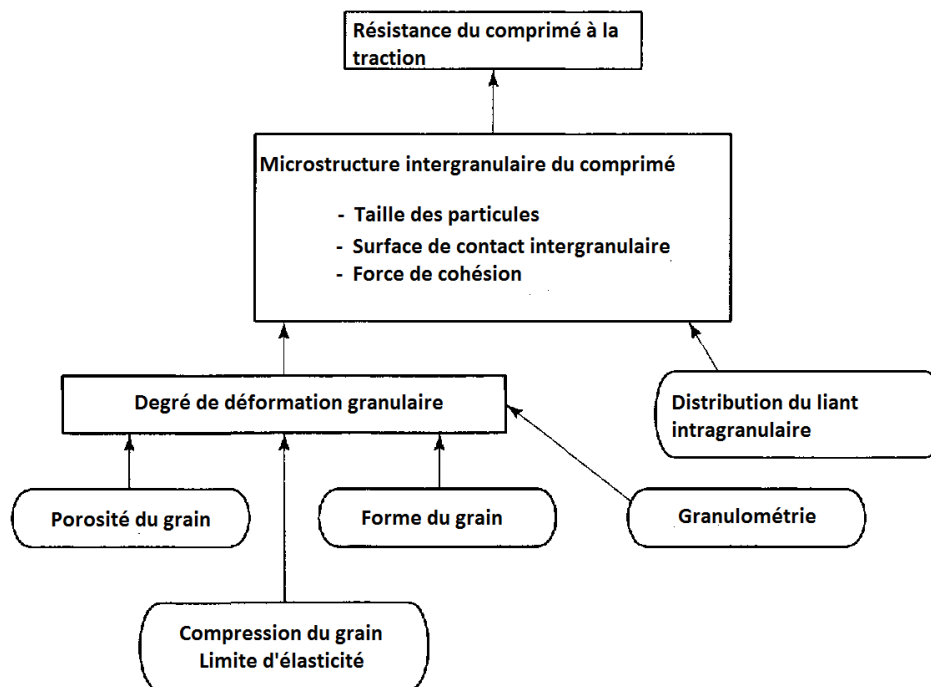 Résistance du comprimé à la
traction
Microstructure intergranulaire du comprimé
- Taille des particules
- Surface de contact intergranulaire
- Force de cohésion
Degré de déformation granulaire
Distribution du liant
intragranulaire
Porosité du grain
Forme du grain
Granulométrie
Compression du grain
Limite d'élasticité